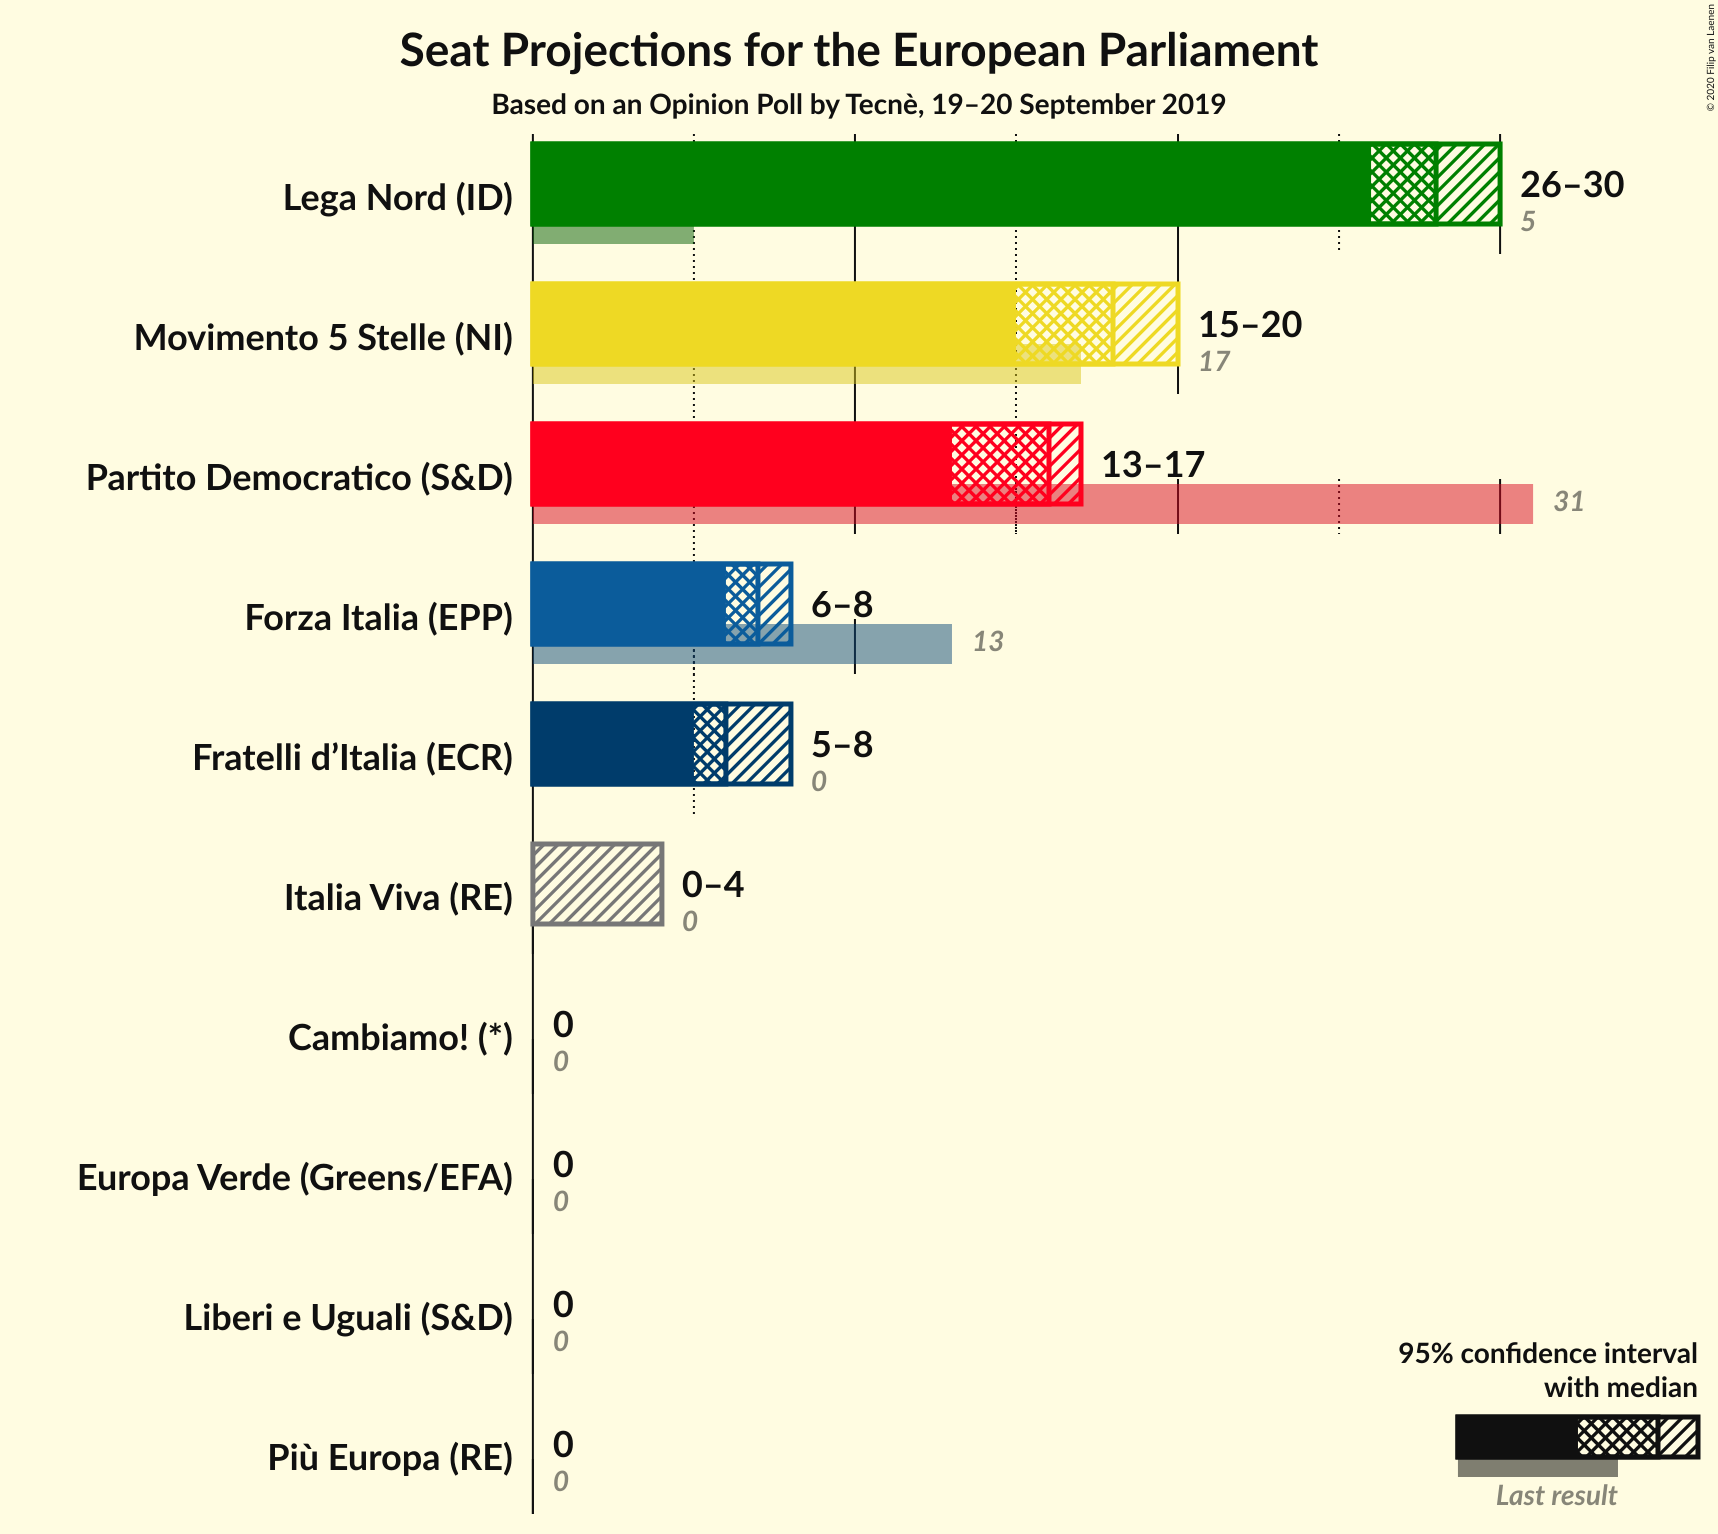 Seat Projections for the European Parliament
Based on an Opinion Poll by Tecnè, 19–20 September 2019
© 2020 Filip van Laenen
Lega Nord (ID)
26–30
5
Movimento 5 Stelle (NI)
15–20
17
Partito Democratico (S&D)
13–17
31
Forza Italia (EPP)
6–8
13
Fratelli d’Italia (ECR)
5–8
0
Italia Viva (RE)
0–4
0
Cambiamo! (*)
0
0
Europa Verde (Greens/EFA)
0
0
Liberi e Uguali (S&D)
0
0
Più Europa (RE)
0
0
95% confidence interval
with median
Last result